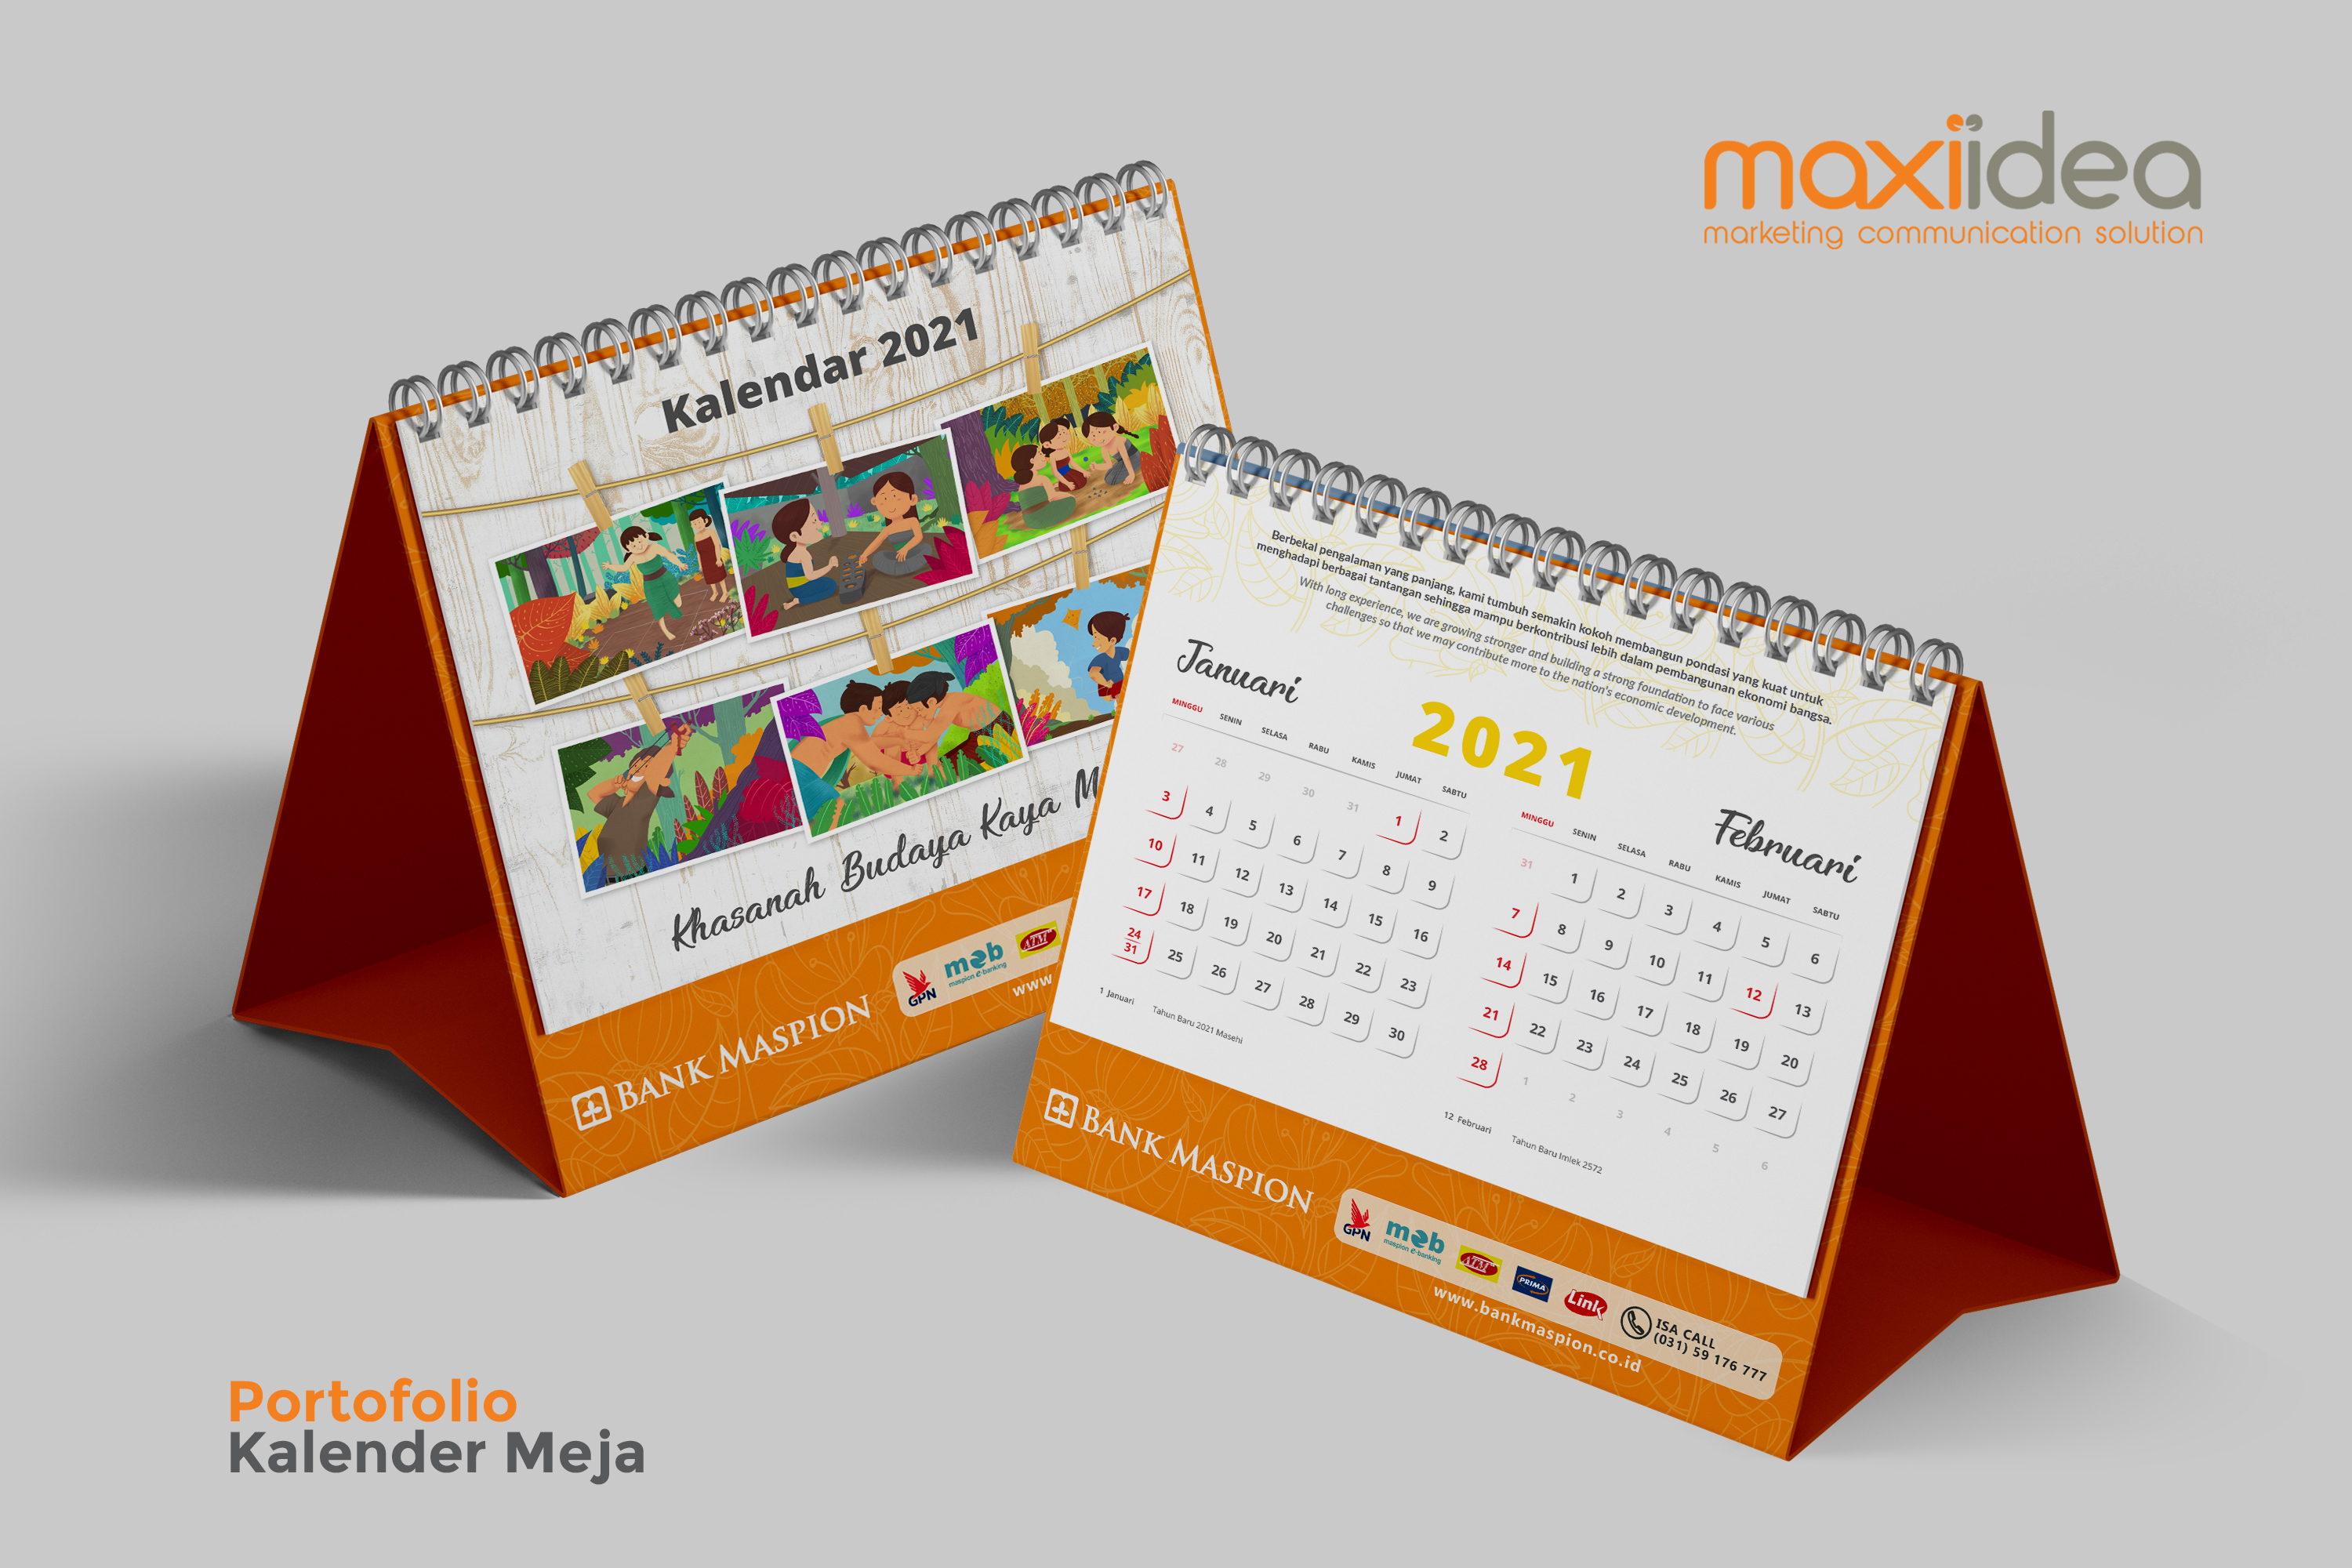 maxiidea
marketing communication solution
Kalendar 2021
Khasanah Budaya Kaya
BANK MASPION
GPN
meb
maspion e-banking
ATM
www
Berbekal pengalaman yang panjang, kami tumbuh semakin kokoh membangun pondasi yang kuat untuk
menghadapi berbagai tantangan sehingga mampu berkontribusi lebih dalam pembangunan ekonomi bangsa.
With long experience, we are growing stronger and building a strong foundation to face various
challenges so that we may contribute more to the nation's economic development.
2021
Januari
MINGGU SENIN SELASA RABU KAMIS JUMAT SABTU
27 28 29 30 31 1 2
3 4 5 6 7 8 9
10 11 12 13 14 15 16
17 18 19 20 21 22 23
24/31 25 26 27 28 29 30
1 Januari Tahun Baru 2021 Masehi
Februari
MINGGU SENIN SELASA RABU KAMIS JUMAT SABTU
31 1 2 3 4 5 6
7 8 9 10 11 12 13
14 15 16 17 18 19 20
21 22 23 24 25 26 27
28 1 2 3 4 5 6
12 Februari Tahun Baru Imlek 2572
BANK MASPION
GPN
meb
maspion e-banking
ATM
PRIMA
Link
ISA CALL
(031) 59 176 777
www.bankmaspion.co.id
Portofolio
Kalender Meja